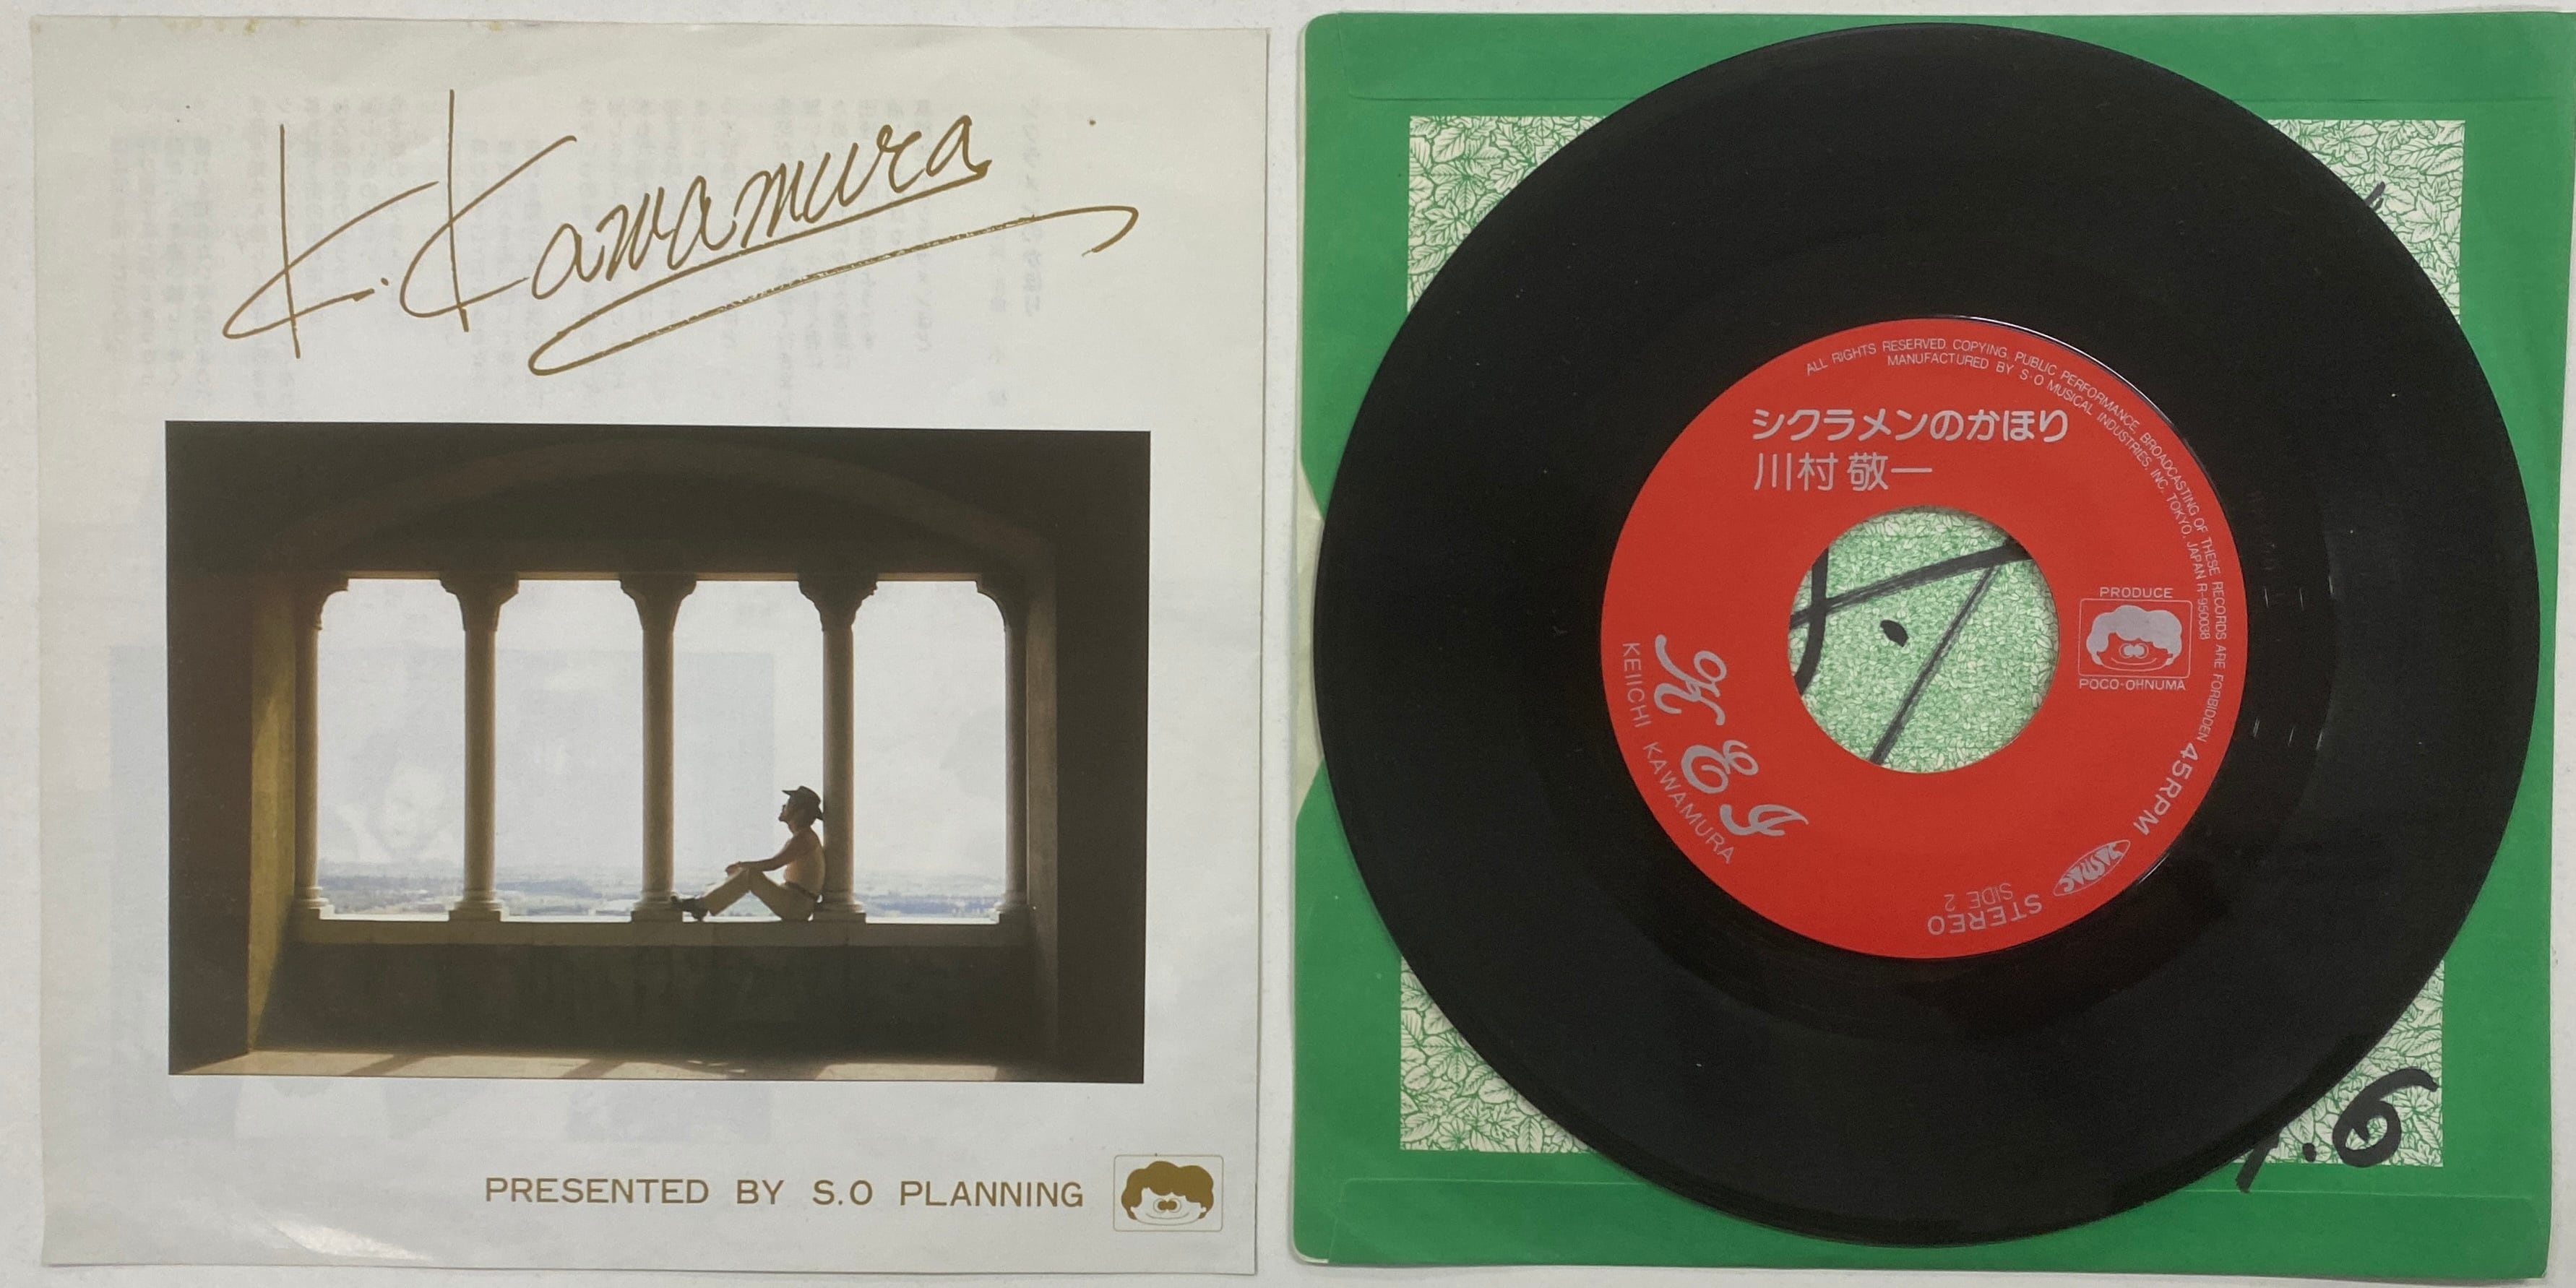 K. Kawamura
PRESENTED BY S.O PLANNING
ALL RIGHTS RESERVED. COPYING, PUBLIC PERFORMANCE, BROADCASTING OF THESE RECORDS ARE FORBIDDEN
MANUFACTURED BY S・O MUSICAL INDUSTRIES, INC. TOKYO, JAPAN R-950038
シクラメンのかほり
川村 敬一
PRODUCE
POCO-OHNUMA
KEI
KEIICHI KAWAMURA
45RPM
STEREO
SIDE 2